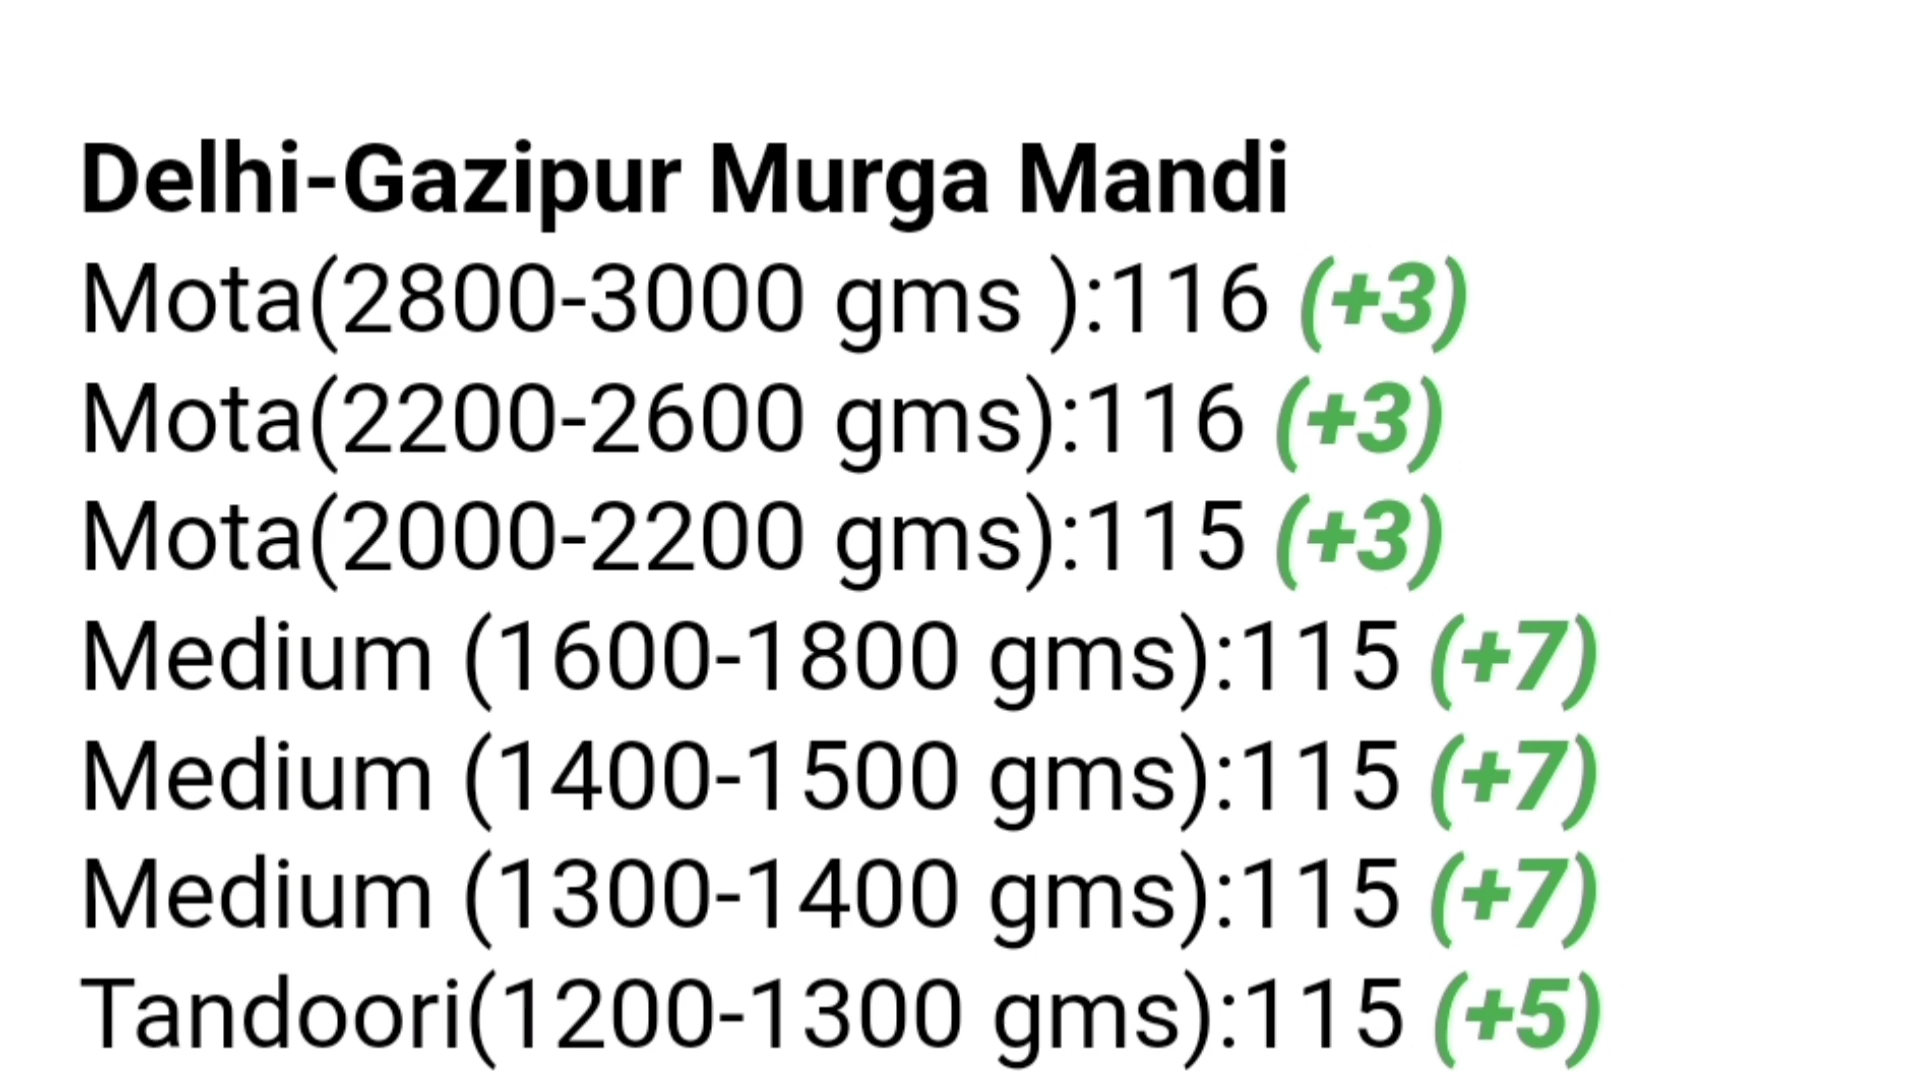 Delhi-Gazipur Murga Mandi
Mota(2800-3000 gms ):116 (+3)
Mota(2200-2600 gms):116 (+3)
Mota(2000-2200 gms):115 (+3)
Medium (1600-1800 gms):115 (+7)
Medium (1400-1500 gms):115 (+7)
Medium (1300-1400 gms):115 (+7)
Tandoori(1200-1300 gms):115 (+5)